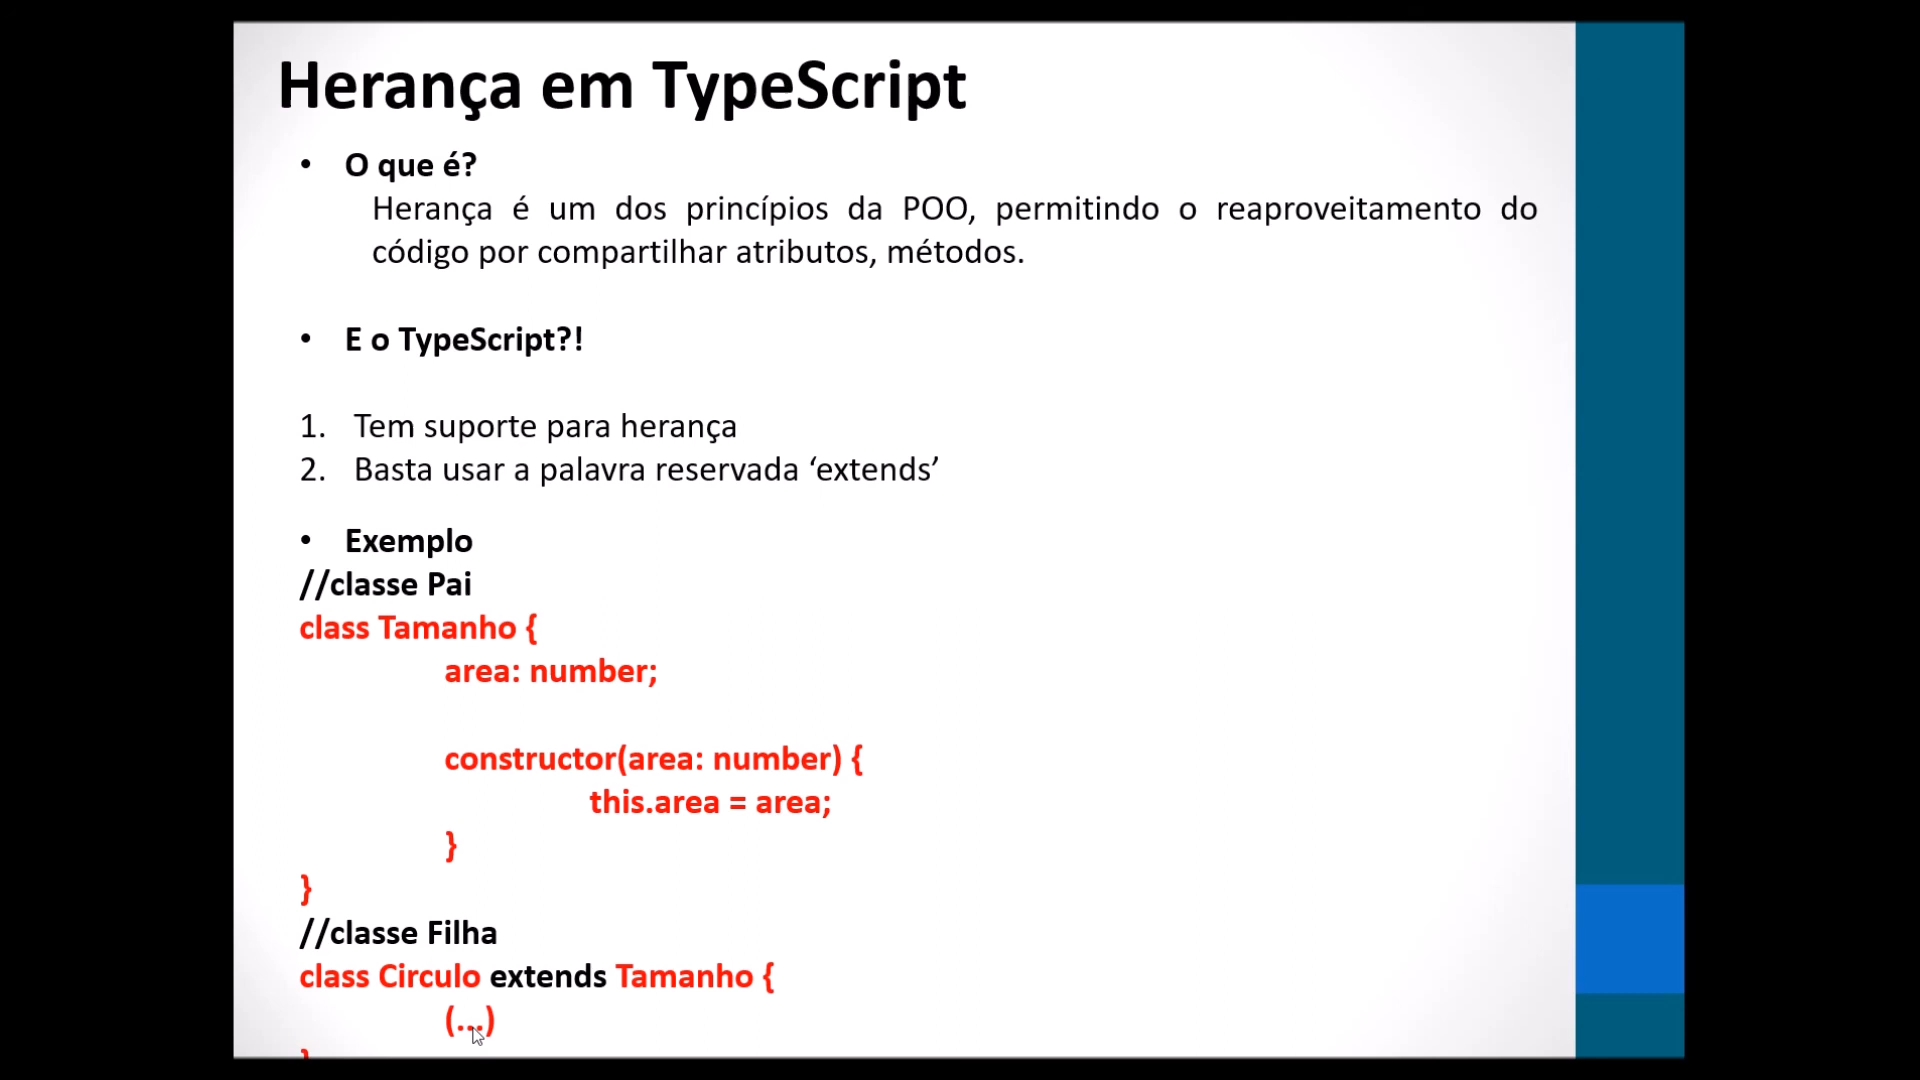 Herança em TypeScript
• O que é?
Herança é um dos princípios da POO, permitindo o reaproveitamento do
código por compartilhar atributos, métodos.
• E o TypeScript?!
1. Tem suporte para herança
2. Basta usar a palavra reservada ‘extends’
• Exemplo
//classe Pai
class Tamanho {
area: number;
constructor(area: number) {
this.area = area;
}
}
//classe Filha
class Circulo extends Tamanho {
(...)
}